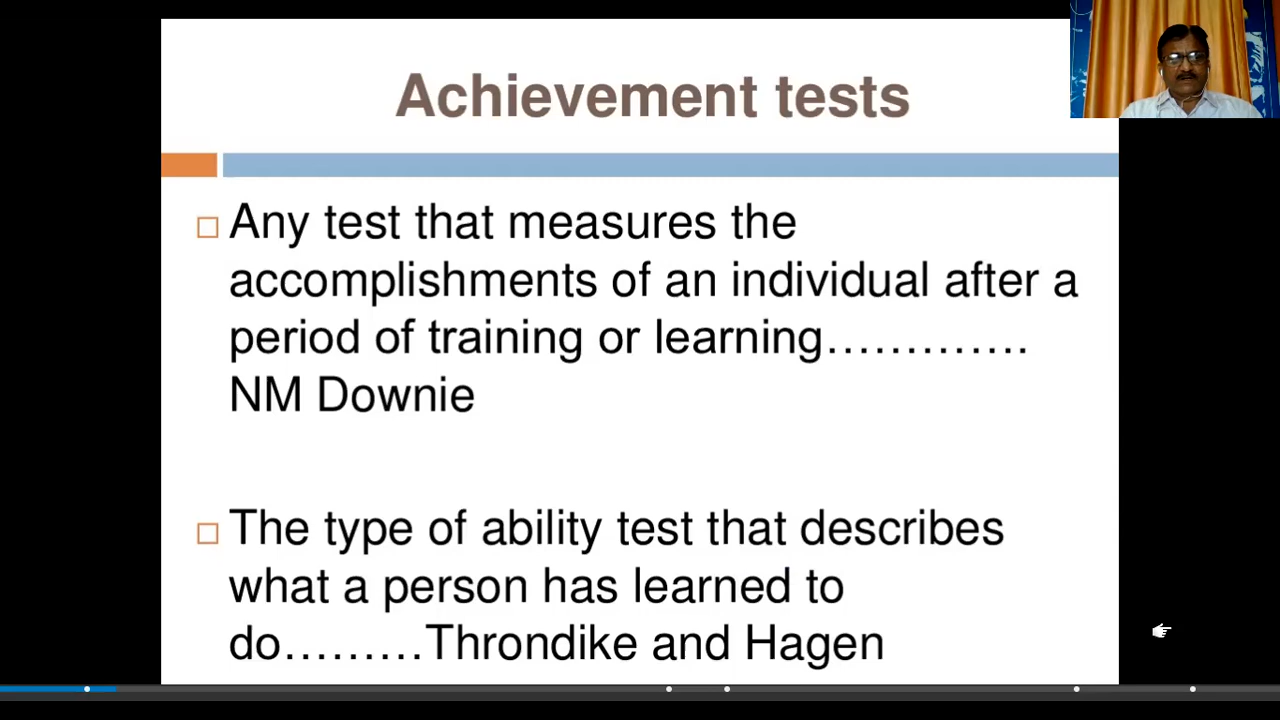 Achievement tests
Any test that measures the
accomplishments of an individual after a
period of training or learning………….
NM Downie
The type of ability test that describes
what a person has learned to
do………Throndike and Hagen